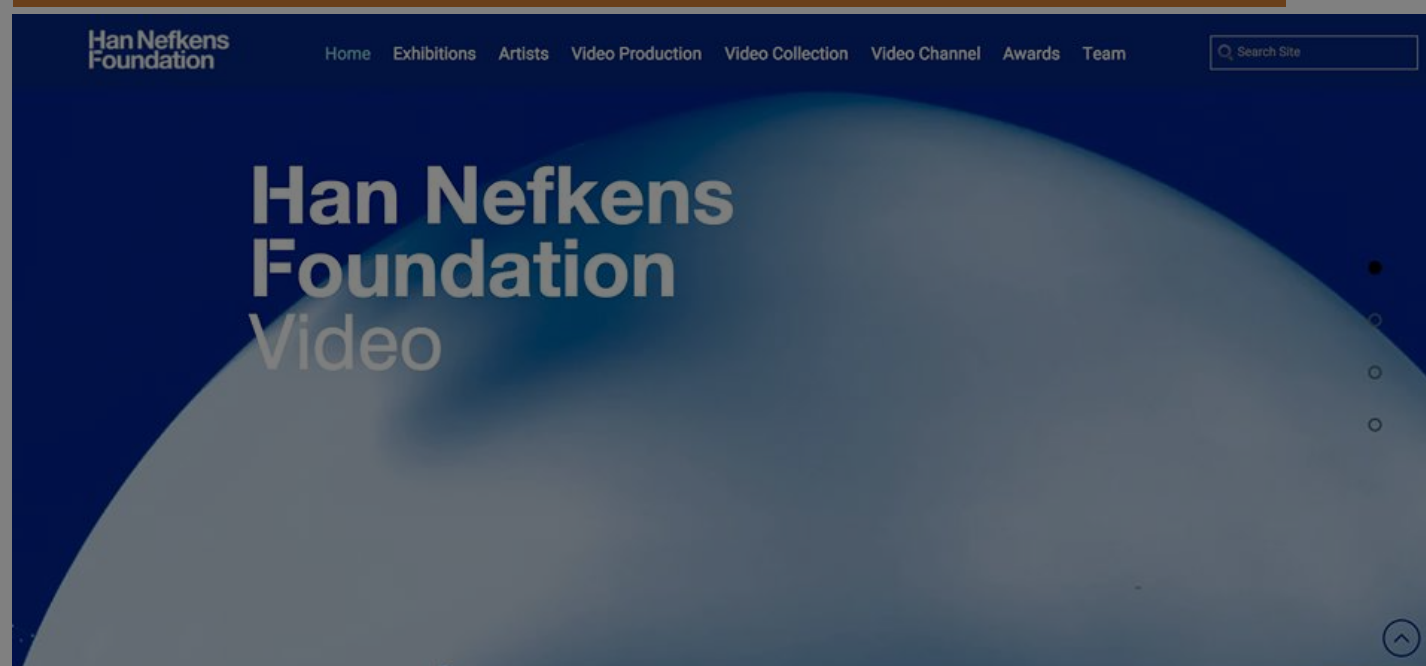 Han Nefkens
Foundation
Home Exhibitions Artists Video Production Video Collection Video Channel Awards Team
Search Site
Han Nefkens
Foundation
Video